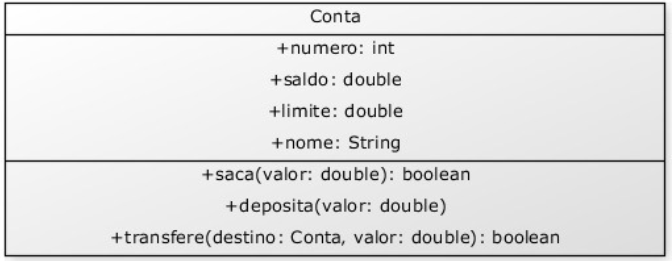 Conta
+numero: int
+saldo: double
+limite: double
+nome: String
+saca(valor: double): boolean
+deposita(valor: double)
+transfere(destino: Conta, valor: double): boolean